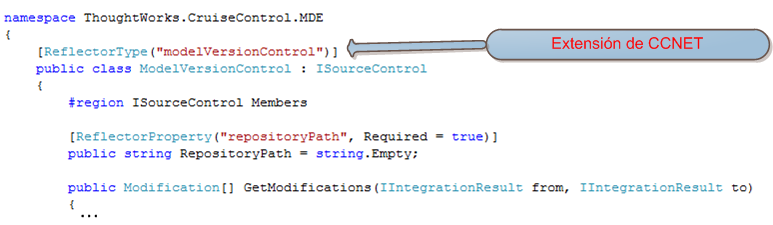 namespace ThoughtWorks.CruiseControl.MDE
{
[ReflectorType("modelVersionControl")]
Extensión de CCNET
public class ModelVersionControl : ISourceControl
{
#region ISourceControl Members
[ReflectorProperty("repositoryPath", Required = true)]
public string RepositoryPath = string.Empty;
public Modification[] GetModifications(IIntegrationResult from, IIntegrationResult to)
{
...